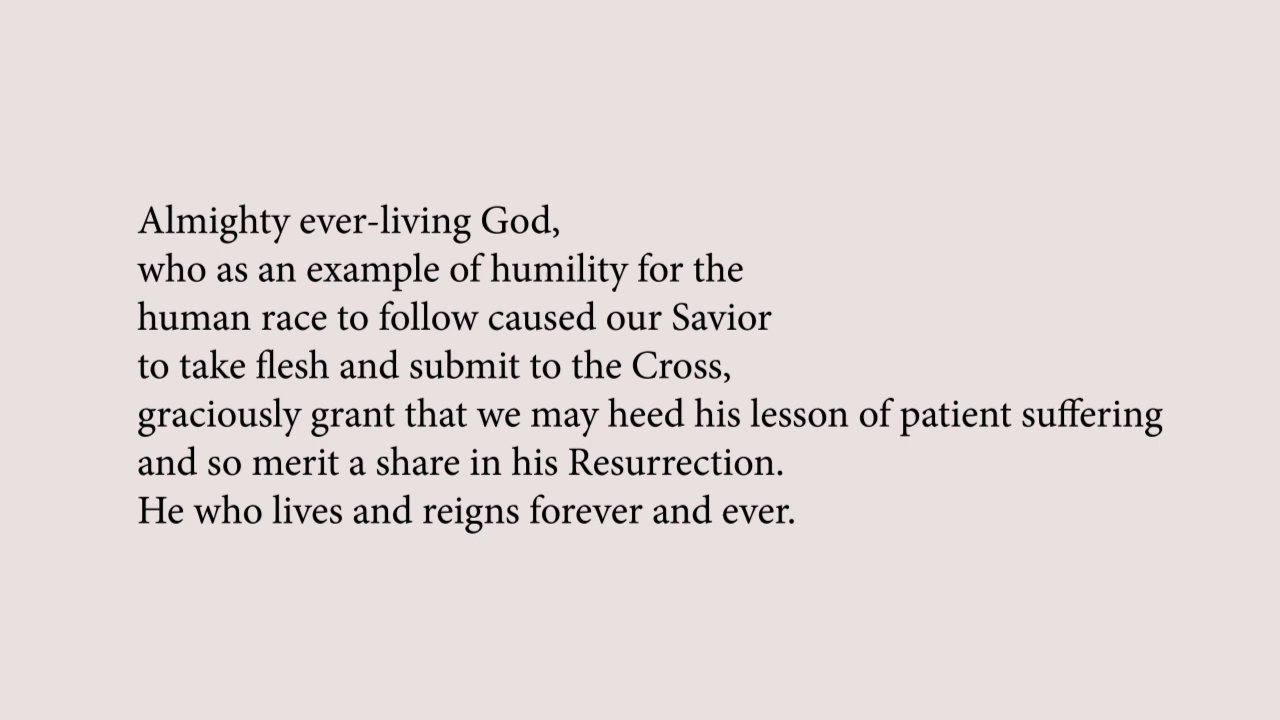 Almighty ever-living God,
who as an example of humility for the
human race to follow caused our Savior
to take flesh and submit to the Cross,
graciously grant that we may heed his lesson of patient suffering
and so merit a share in his Resurrection.
He who lives and reigns forever and ever.